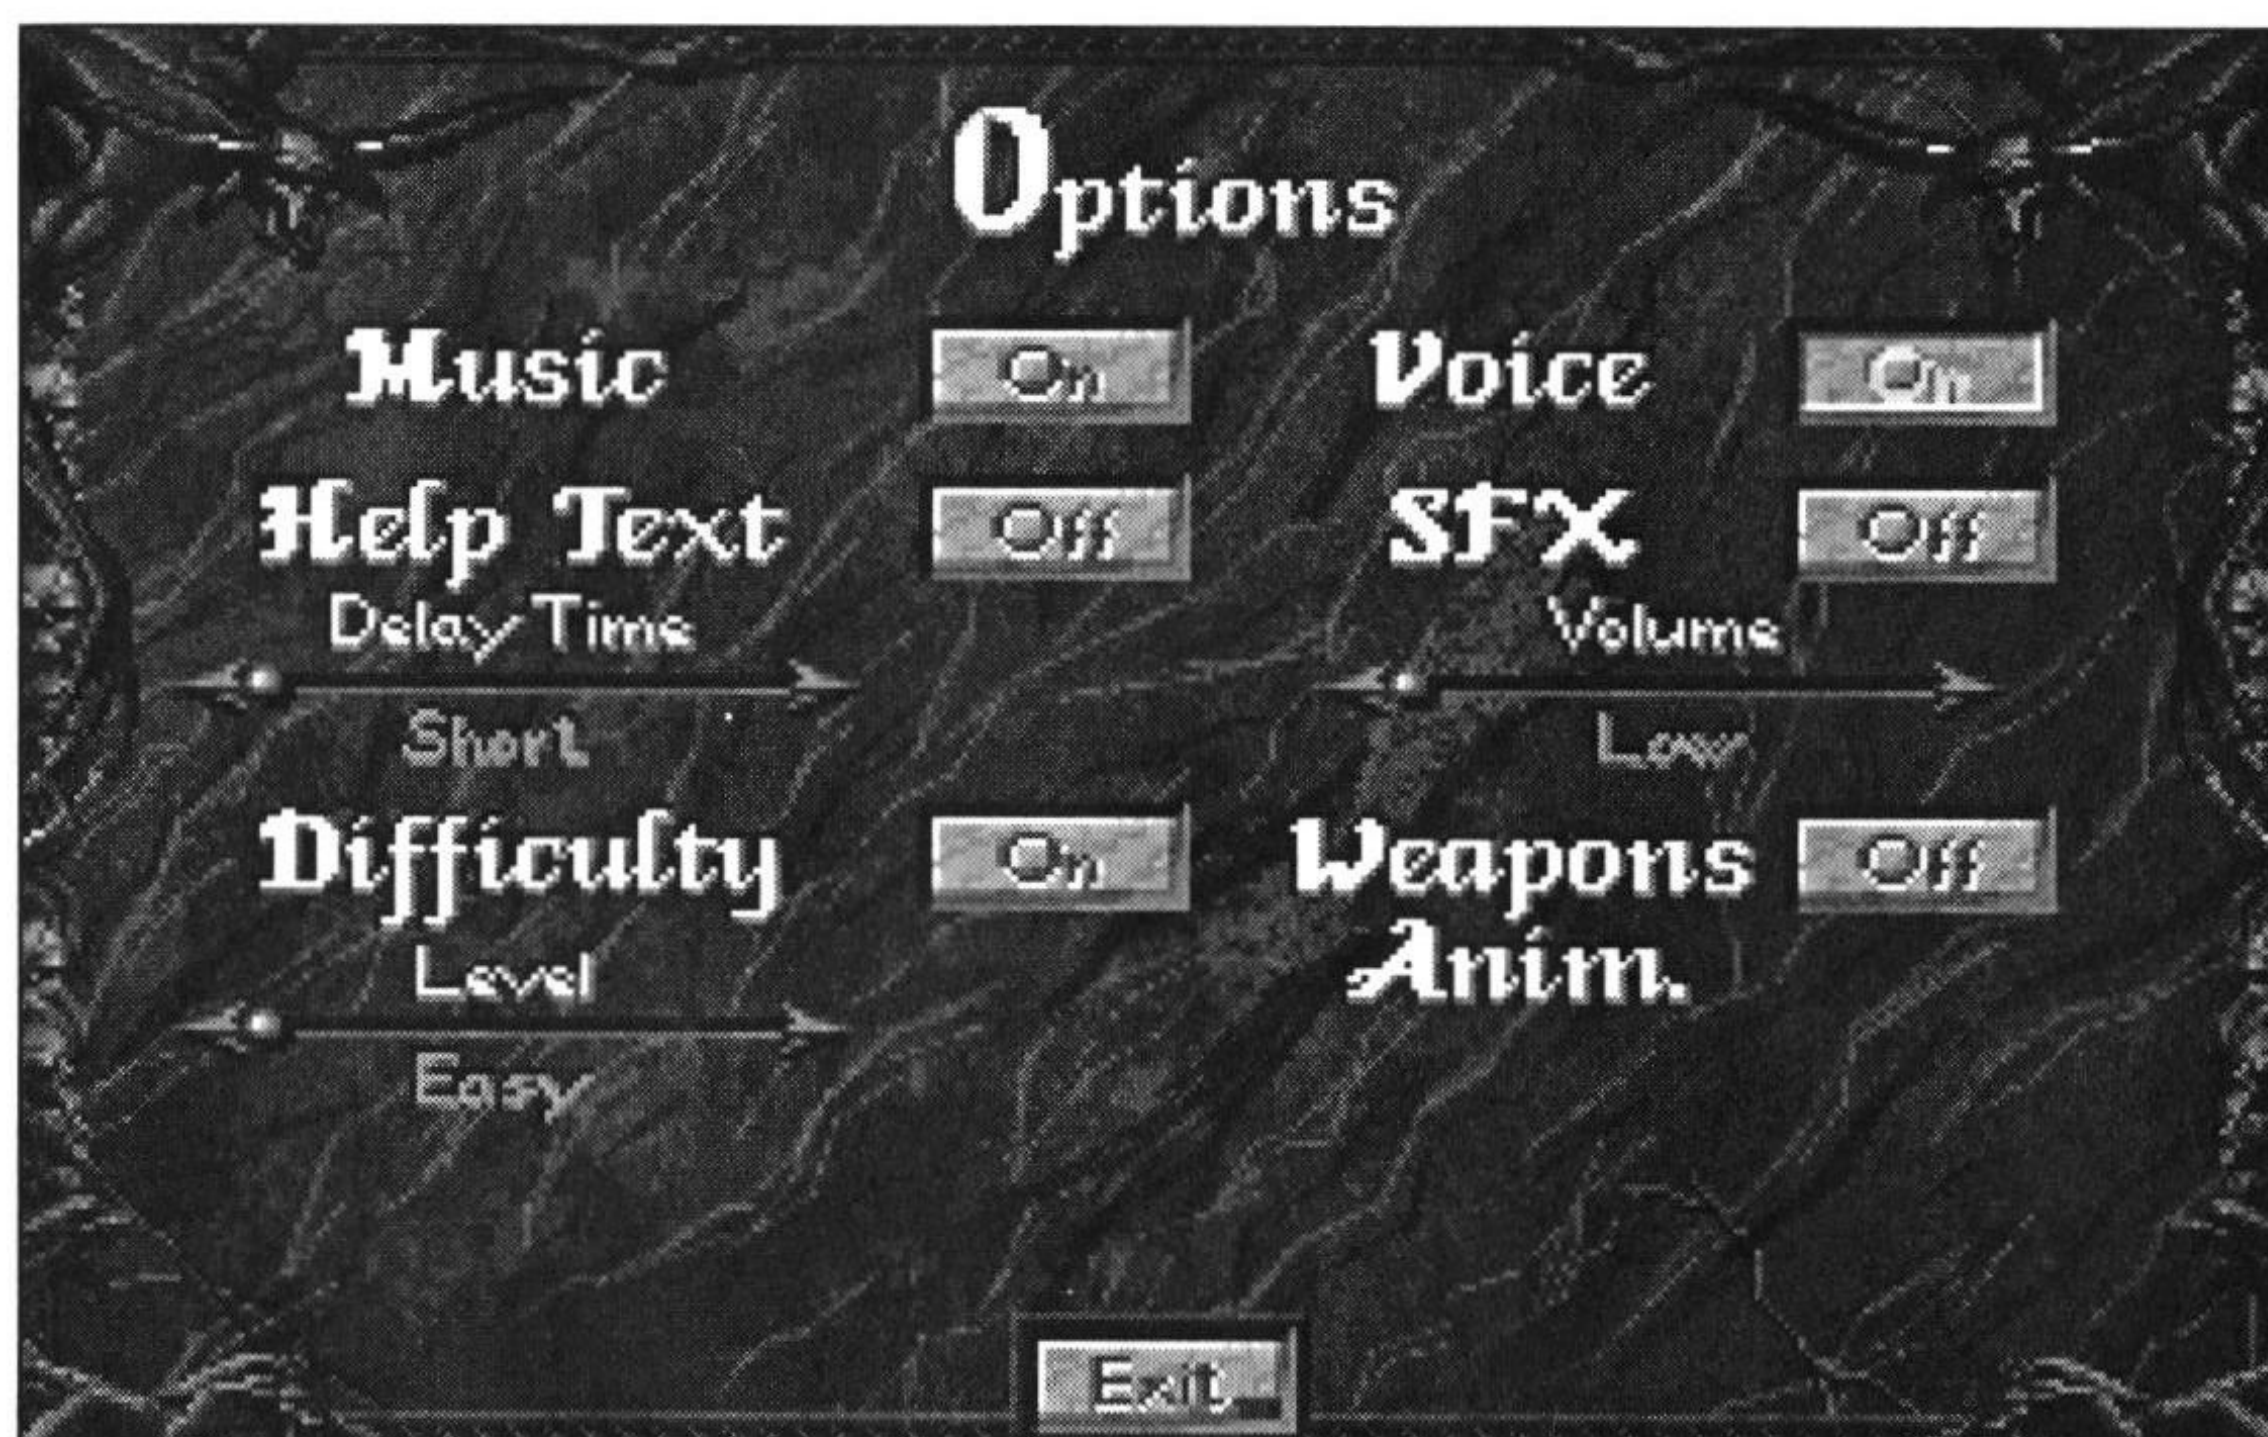 Options
Music On Voice On
Help Text Off SFX Off
Delay Time Volume
Short Low
Difficulty On Weapons Off
Level Anim.
Easy
Exit